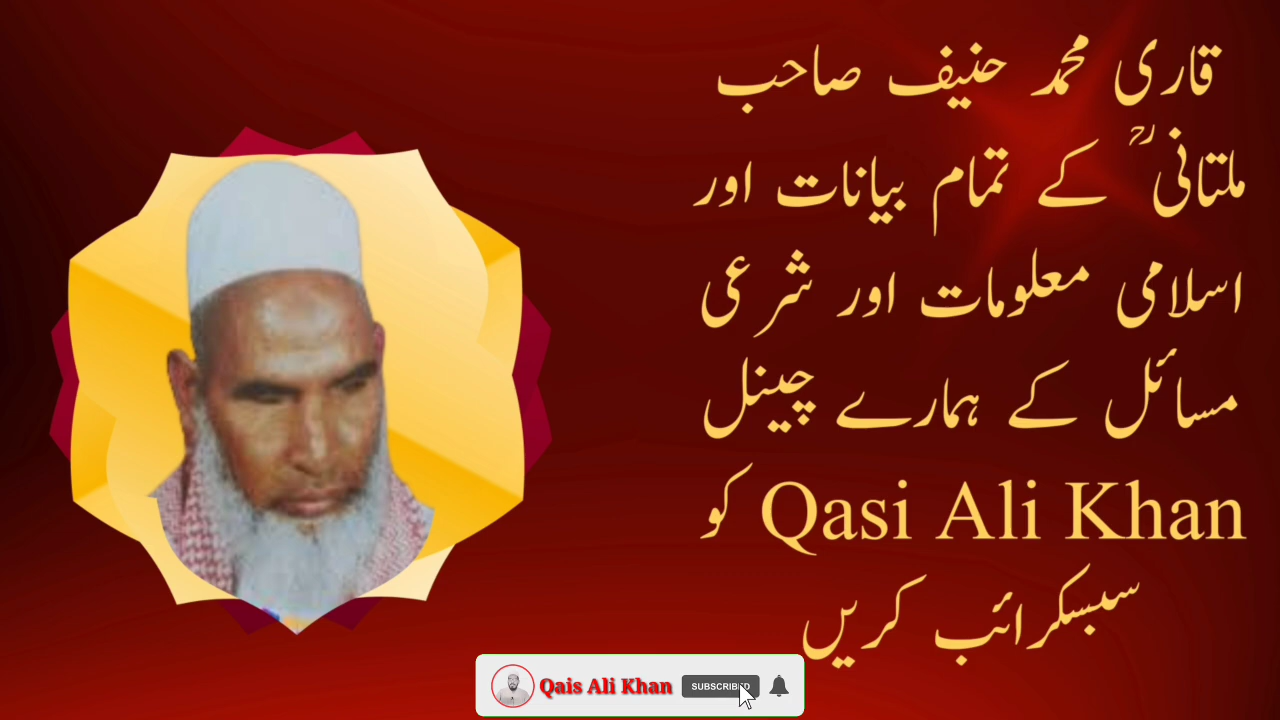 قاری محمد حنیف صاحب
ملتانیؒ کے تمام بیانات اور
اسلامی معلومات اور شرعی
مسائل کے ہمارے چینل
Qasi Ali Khan کو
سبسکرائب کریں
Qais Ali Khan SUBSCRIBED